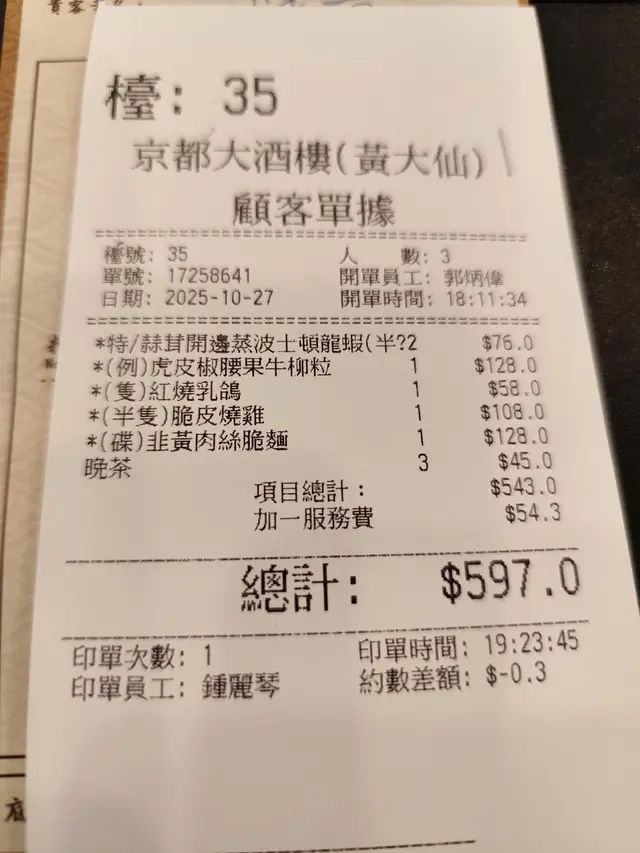 檯: 35
京都大酒樓(黃大仙)
顧客單據
檯號: 35 人 數: 3
單號: 17258641 開單員工: 郭炳偉
日期: 2025-10-27 開單時間: 18:11:34
*特/蒜茸開邊蒸波士頓龍蝦(半?2 $76.0
*(例)虎皮椒腰果牛柳粒 1 $128.0
*(隻)紅燒乳鴿 1 $58.0
*(半隻)脆皮燒雞 1 $108.0
*(碟)韭黃肉絲脆麵 1 $128.0
晚茶 3 $45.0
項目總計: $543.0
加一服務費 $54.3
總計: $597.0
印單次數: 1 印單時間: 19:23:45
印單員工: 鍾麗琴 約數差額: $-0.3